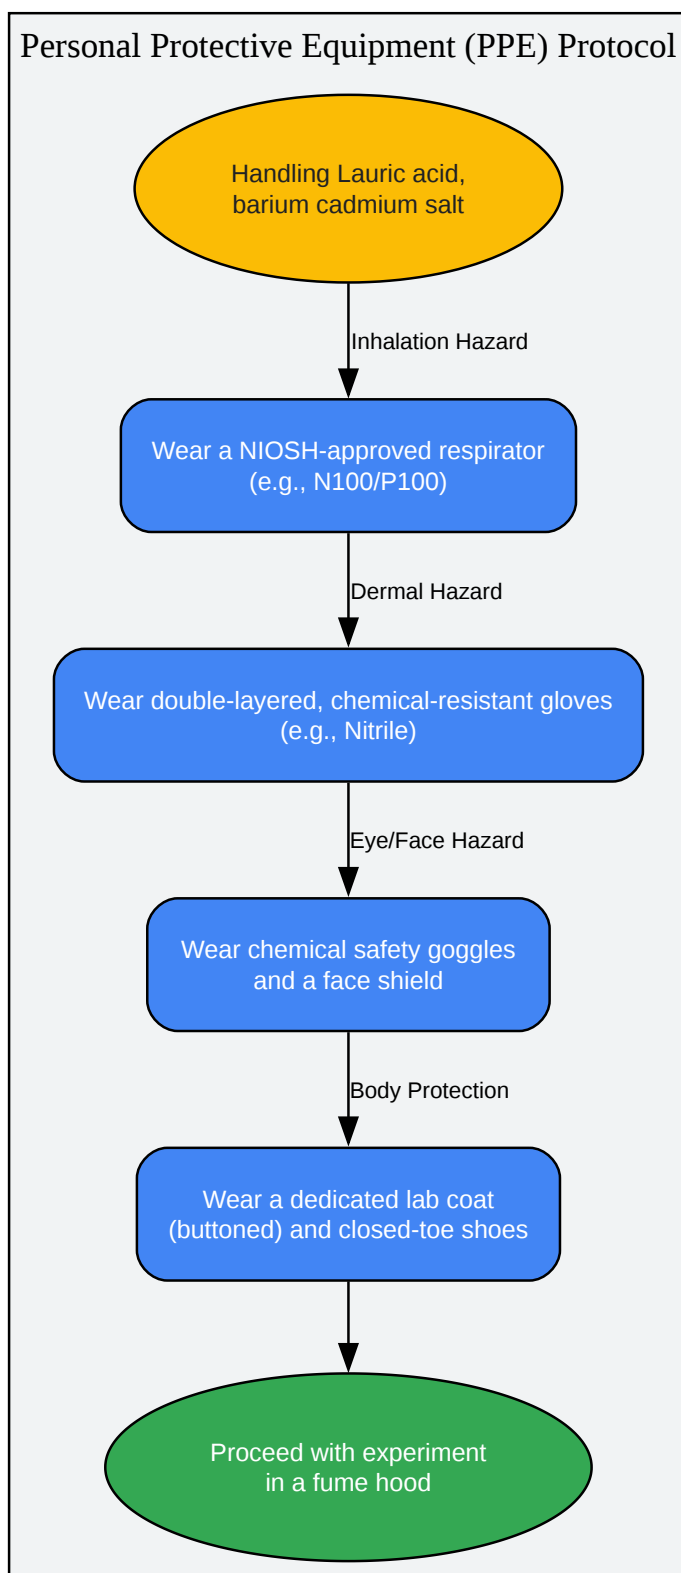 Personal Protective Equipment (PPE) Protocol
Handling Lauric acid,
barium cadmium salt
Inhalation Hazard
Wear a NIOSH-approved respirator
(e.g., N100/P100)
Dermal Hazard
Wear double-layered, chemical-resistant gloves
(e.g., Nitrile)
Eye/Face Hazard
Wear chemical safety goggles
and a face shield
Body Protection
Wear a dedicated lab coat
(buttoned) and closed-toe shoes
Proceed with experiment
in a fume hood